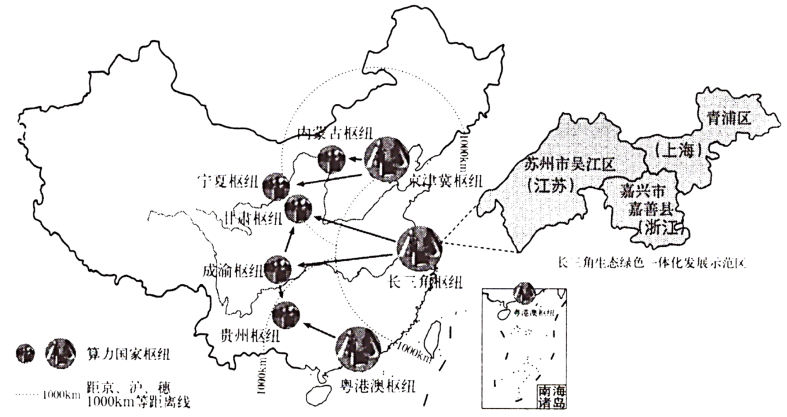 内蒙古枢纽
京津冀枢纽
宁夏枢纽
甘肃枢纽
成渝枢纽
长三角枢纽
贵州枢纽
粤港澳枢纽
1000km
1000km
1000km
青浦区
(上海)
苏州市吴江区
(江苏)
嘉兴市
嘉善县
(浙江)
长三角生态绿色一体化发展示范区
粤港澳枢纽
南海
诸岛
算力国家枢纽
1000km 距京、沪、穗
1000km等距离线